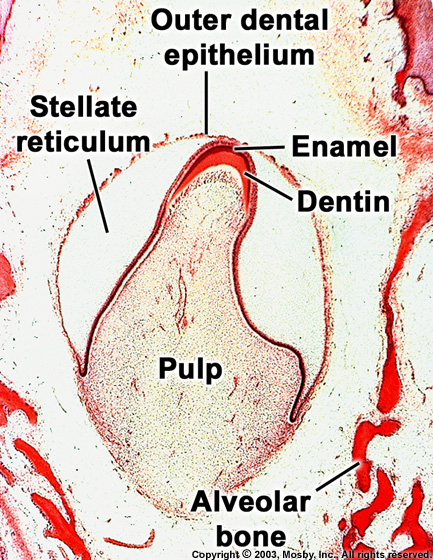 Outer dental
epithelium
Stellate
reticulum
Enamel
Dentin
Pulp
Alveolar
bone
Copyright © 2003, Mosby, Inc., All rights reserved.